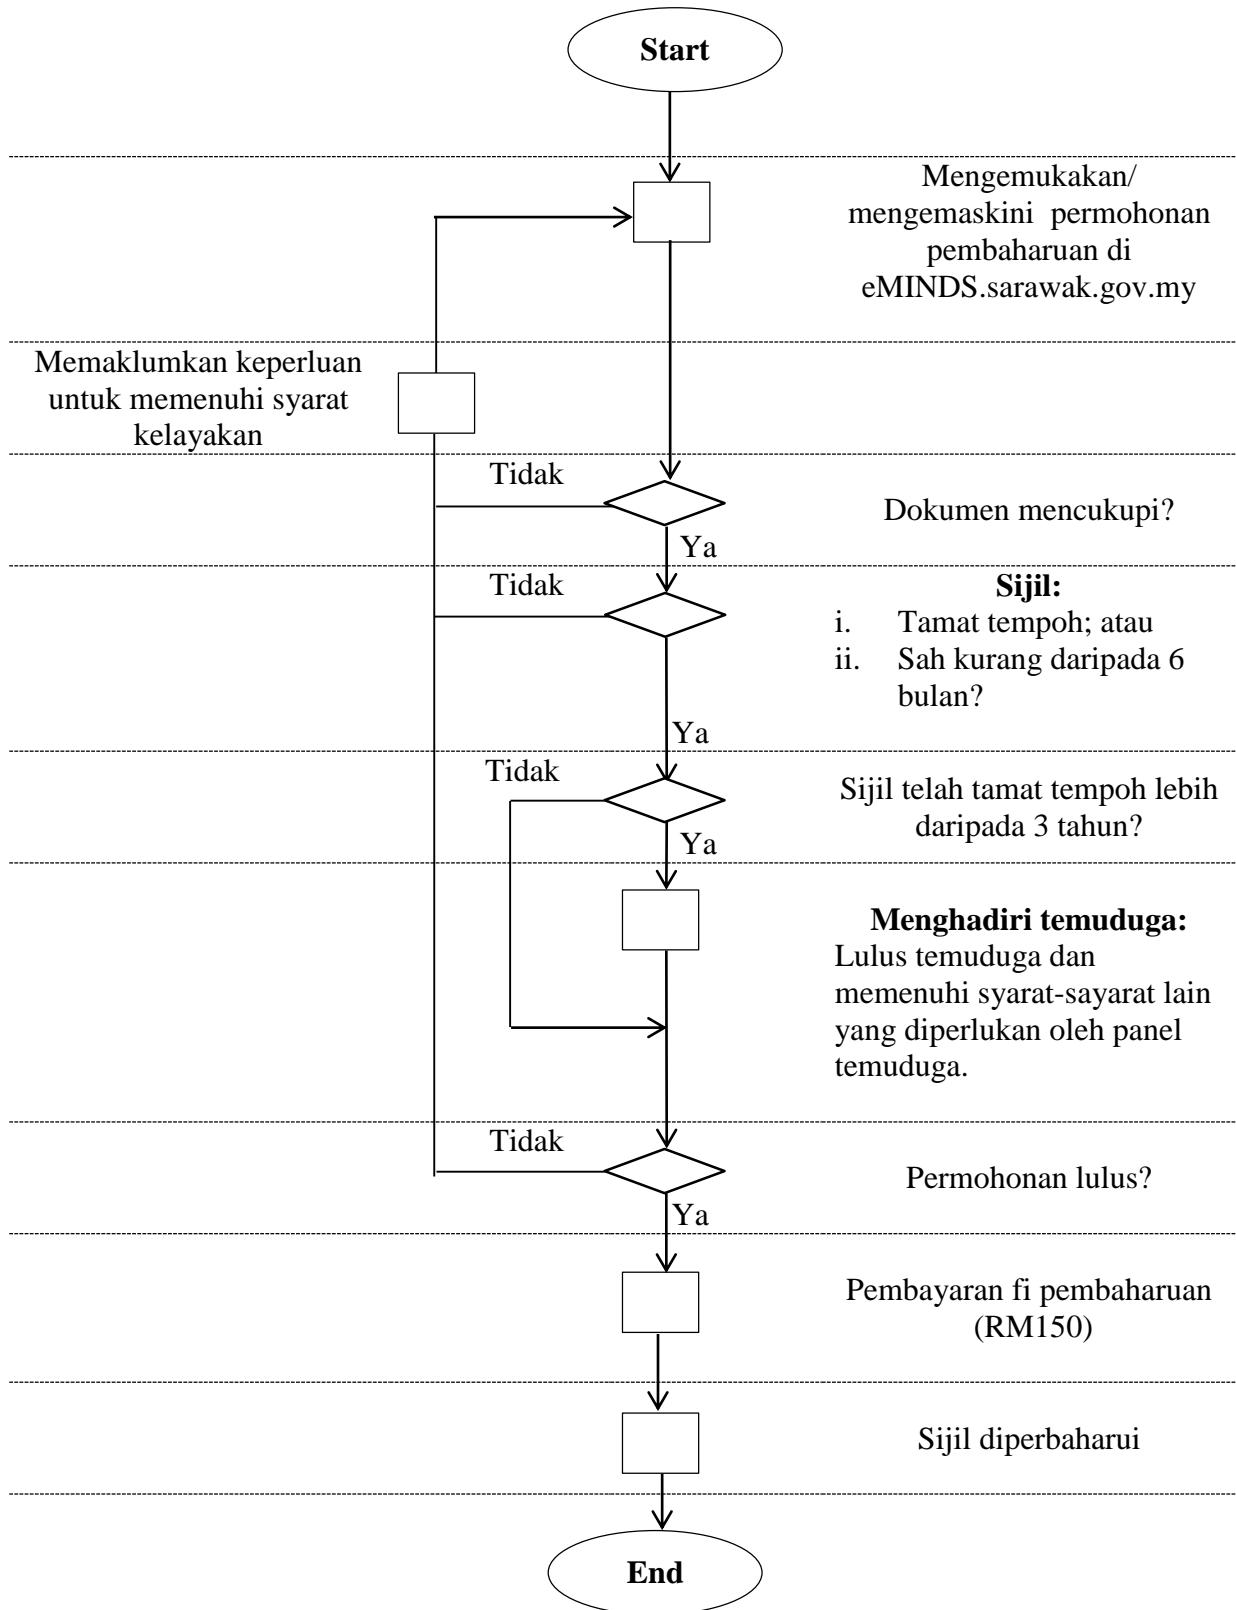 Start
Mengemukakan/
mengemaskini permohonan
pembaharuan di
eMINDS.sarawak.gov.my
Memaklumkan keperluan
untuk memenuhi syarat
kelayakan
Tidak
Dokumen mencukupi?
Ya
Tidak
Sijil:
i. Tamat tempoh; atau
ii. Sah kurang daripada 6
bulan?
Ya
Tidak
Sijil telah tamat tempoh lebih
daripada 3 tahun?
Ya
Menghadiri temuduga:
Lulus temuduga dan
memenuhi syarat-sayarat lain
yang diperlukan oleh panel
temuduga.
Tidak
Permohonan lulus?
Ya
Pembayaran fi pembaharuan
(RM150)
Sijil diperbaharui
End